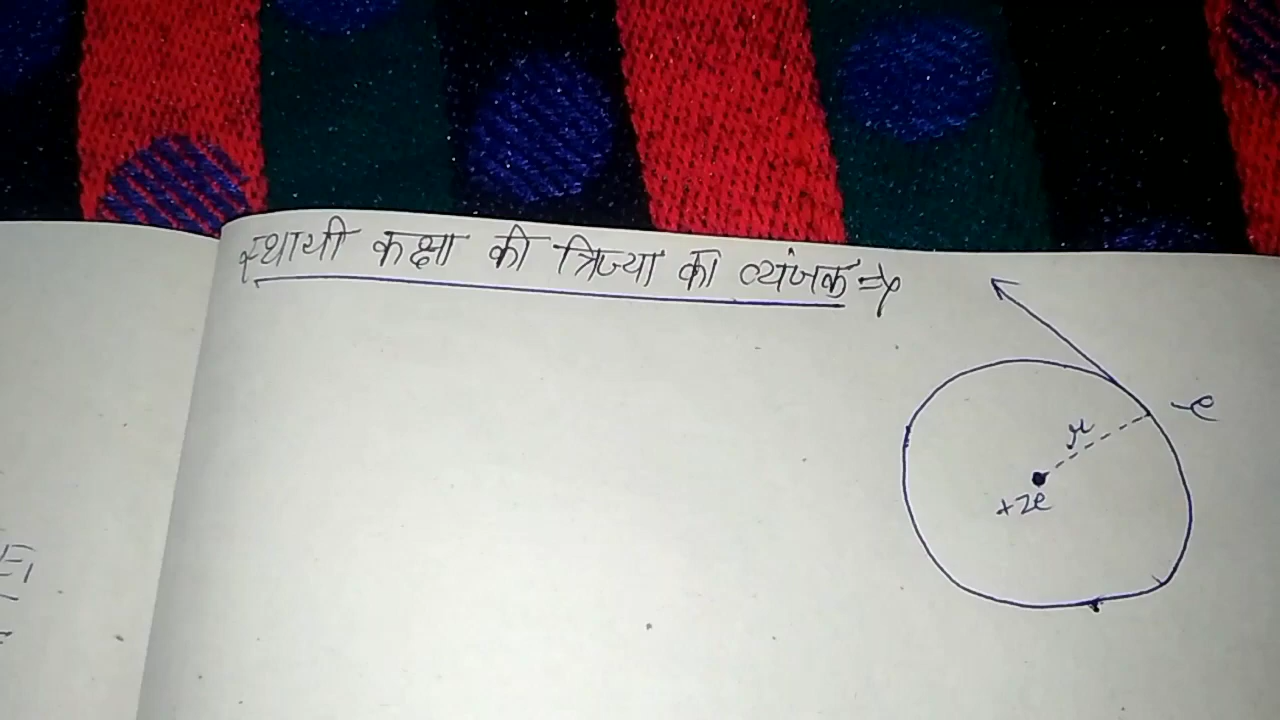 स्थायी कक्षा की त्रिज्या का व्यंजक ⇒
-e
r
+Ze